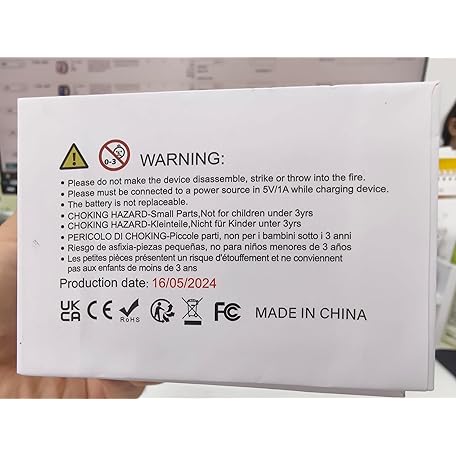 0-3 WARNING:
• Please do not make the device disassemble, strike or throw into the fire.
• Please must be connected to a power source in 5V/1A while charging device.
• The battery is not replaceable.
• CHOKING HAZARD-Small Parts,Not for children under 3yrs
• CHOKING HAZARD-Kleinteile,Nicht für Kinder unter 3yrs
• PERICOLO DI CHOKING-Piccole parti, non per i bambini sotto i 3 anni
• Riesgo de asfixia-piezas pequeñas, no para niños menores de 3 años
• Les petites pièces présentent un risque d'étouffement et ne conviennent
pas aux enfants de moins de 3 ans
Production date: 16/05/2024
UK CA CE RoHS FC MADE IN CHINA